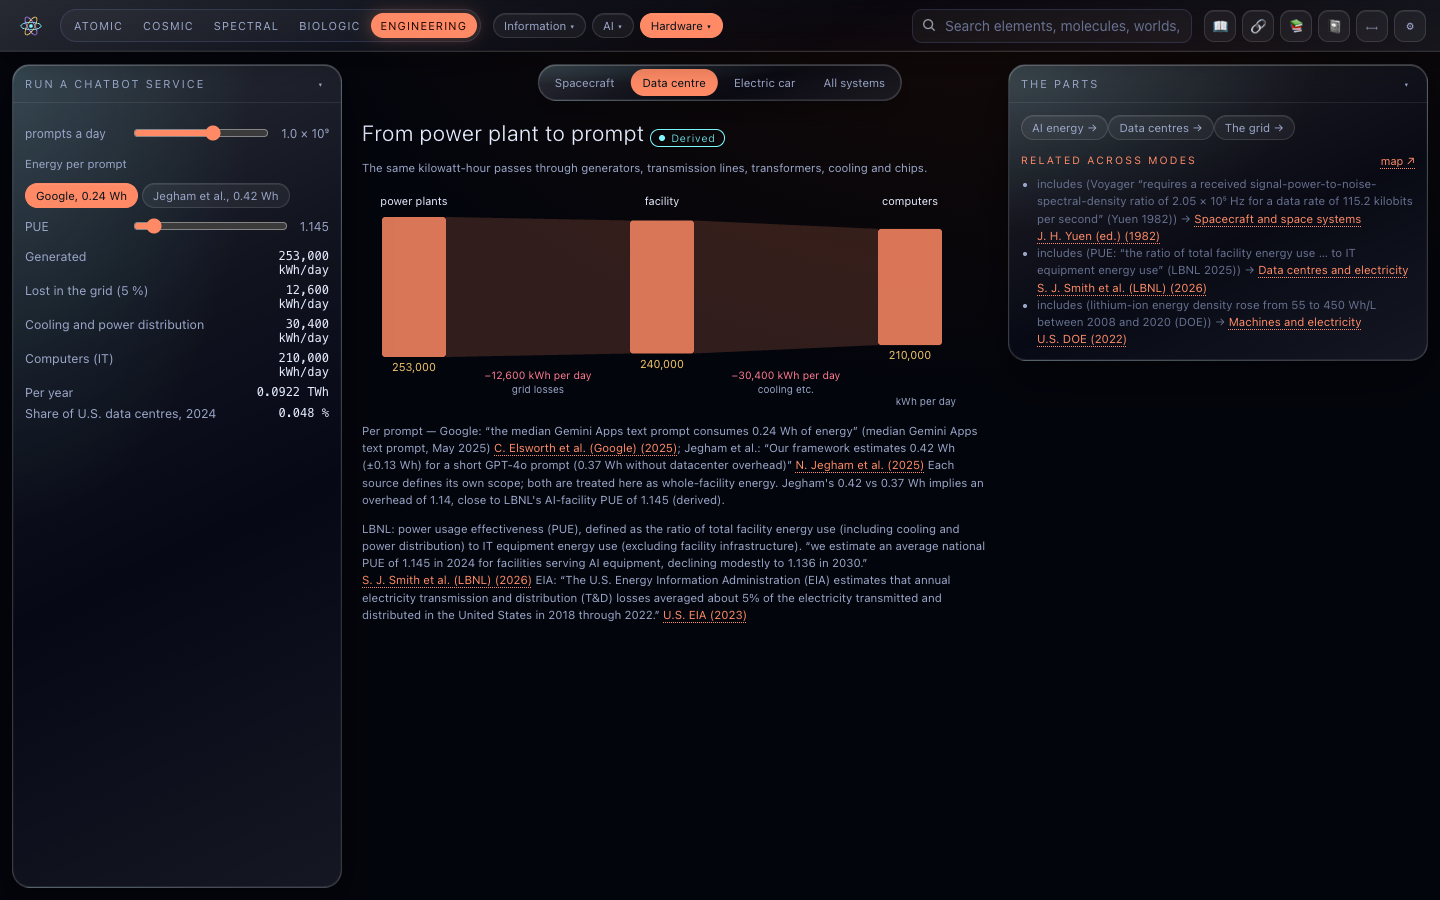 ATOMIC COSMIC SPECTRAL BIOLOGIC ENGINEERING Information ▾ AI ▾ Hardware ▾ Search elements, molecules, worlds,
RUN A CHATBOT SERVICE
prompts a day 1.0 × 10⁹
Energy per prompt
Google, 0.24 Wh Jegham et al., 0.42 Wh
PUE 1.145
Generated 253,000
kWh/day
Lost in the grid (5 %) 12,600
kWh/day
Cooling and power distribution 30,400
kWh/day
Computers (IT) 210,000
kWh/day
Per year 0.0922 TWh
Share of U.S. data centres, 2024 0.048 %
Spacecraft Data centre Electric car All systems
From power plant to prompt Derived
The same kilowatt-hour passes through generators, transmission lines, transformers, cooling and chips.
power plants facility computers
253,000 240,000 210,000
−12,600 kWh per day −30,400 kWh per day
grid losses cooling etc.
kWh per day
Per prompt — Google: “the median Gemini Apps text prompt consumes 0.24 Wh of energy” (median Gemini Apps
text prompt, May 2025) C. Elsworth et al. (Google) (2025); Jegham et al.: “Our framework estimates 0.42 Wh
(±0.13 Wh) for a short GPT-4o prompt (0.37 Wh without datacenter overhead)” N. Jegham et al. (2025) Each
source defines its own scope; both are treated here as whole-facility energy. Jegham's 0.42 vs 0.37 Wh implies an
overhead of 1.14, close to LBNL's AI-facility PUE of 1.145 (derived).
LBNL: power usage effectiveness (PUE), defined as the ratio of total facility energy use (including cooling and
power distribution) to IT equipment energy use (excluding facility infrastructure). “we estimate an average national
PUE of 1.145 in 2024 for facilities serving AI equipment, declining modestly to 1.136 in 2030.”
S. J. Smith et al. (LBNL) (2026) EIA: “The U.S. Energy Information Administration (EIA) estimates that annual
electricity transmission and distribution (T&D) losses averaged about 5% of the electricity transmitted and
distributed in the United States in 2018 through 2022.” U.S. EIA (2023)
THE PARTS
AI energy → Data centres → The grid →
RELATED ACROSS MODES map ↗
includes (Voyager “requires a received signal-power-to-noise-
spectral-density ratio of 2.05 × 10⁵ Hz for a data rate of 115.2 kilobits
per second” (Yuen 1982)) → Spacecraft and space systems
J. H. Yuen (ed.) (1982)
includes (PUE: “the ratio of total facility energy use … to IT
equipment energy use” (LBNL 2025)) → Data centres and electricity
S. J. Smith et al. (LBNL) (2026)
includes (lithium-ion energy density rose from 55 to 450 Wh/L
between 2008 and 2020 (DOE)) → Machines and electricity
U.S. DOE (2022)